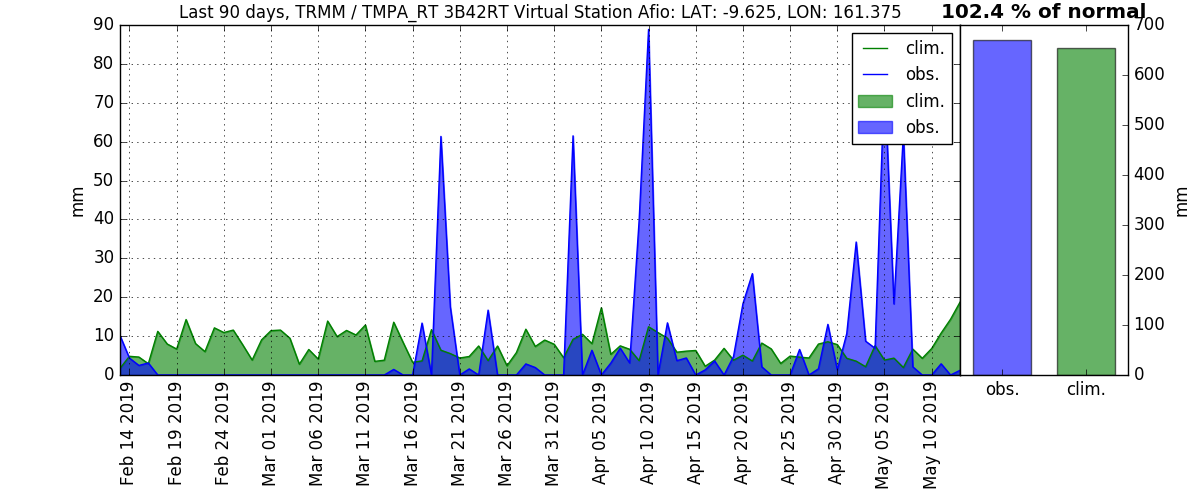 Last 90 days, TRMM / TMPA_RT 3B42RT Virtual Station Afio: LAT: -9.625, LON: 161.375
102.4 % of normal
mm
90
80
70
60
50
40
30
20
10
0
clim.
obs.
clim.
obs.
Feb 14 2019
Feb 19 2019
Feb 24 2019
Mar 01 2019
Mar 06 2019
Mar 11 2019
Mar 16 2019
Mar 21 2019
Mar 26 2019
Mar 31 2019
Apr 05 2019
Apr 10 2019
Apr 15 2019
Apr 20 2019
Apr 25 2019
Apr 30 2019
May 05 2019
May 10 2019
obs.
clim.
700
600
500
400
300
200
100
0
mm